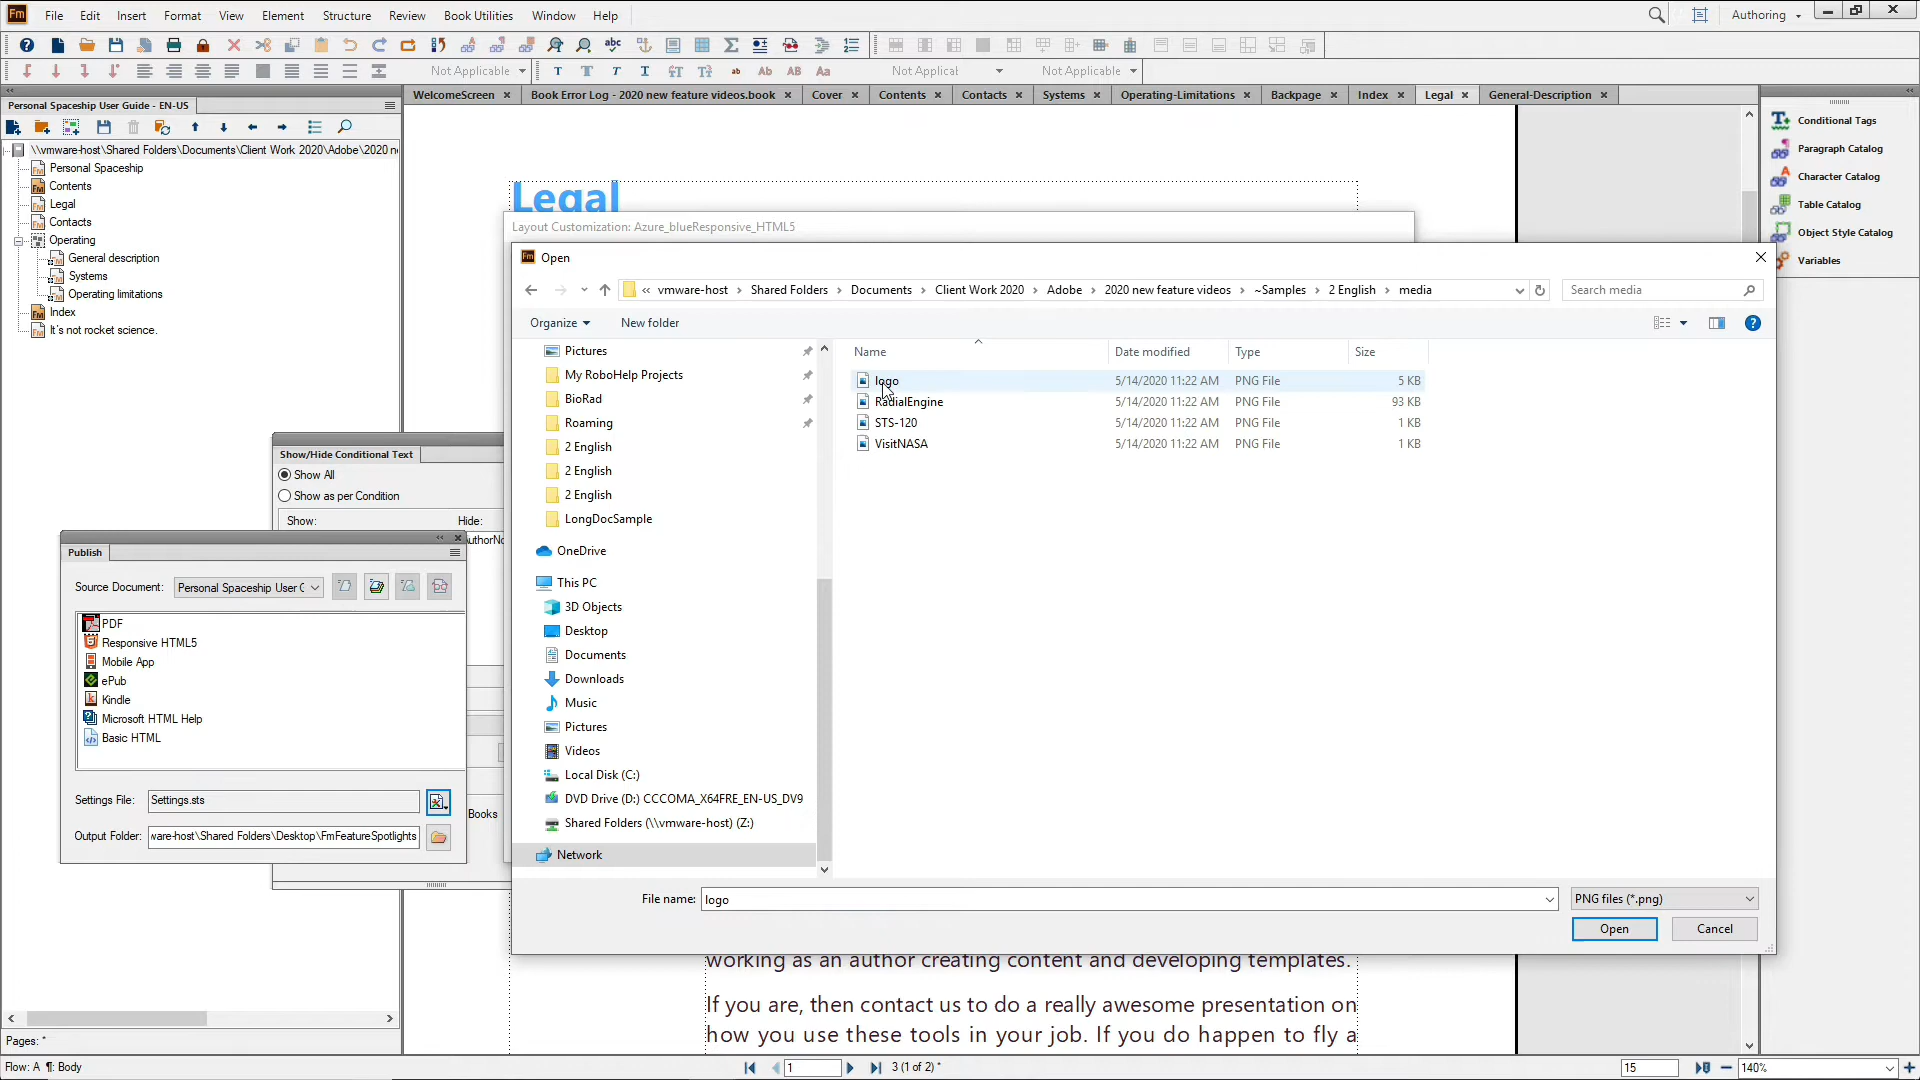 Fm File Edit Insert Format View Element Structure Review Book Utilities Window Help Authoring
Not Applicable Not Applicabl Not Applicable
Personal Spaceship User Guide - EN-US
WelcomeScreen Book Error Log - 2020 new feature videos.book Cover Contents Contacts Systems Operating-Limitations Backpage Index Legal General-Description
\\vmware-host\Shared Folders\Documents\Client Work 2020\Adobe\2020 n
Personal Spaceship
Contents
Legal
Contacts
Operating
General description
Systems
Operating limitations
Index
It's not rocket science.
Conditional Tags
Paragraph Catalog
Character Catalog
Table Catalog
Object Style Catalog
Variables
Legal
Layout Customization: Azure_blueResponsive_HTML5
Open
« vmware-host › Shared Folders › Documents › Client Work 2020 › Adobe › 2020 new feature videos › ~Samples › 2 English › media
Search media
Organize New folder
Pictures
My RoboHelp Projects
BioRad
Roaming
2 English
2 English
2 English
LongDocSample
OneDrive
This PC
3D Objects
Desktop
Documents
Downloads
Music
Pictures
Videos
Local Disk (C:)
DVD Drive (D:) CCCOMA_X64FRE_EN-US_DV9
Shared Folders (\\vmware-host) (Z:)
Network
Name Date modified Type Size
logo 5/14/2020 11:22 AM PNG File 5 KB
RadialEngine 5/14/2020 11:22 AM PNG File 93 KB
STS-120 5/14/2020 11:22 AM PNG File 1 KB
VisitNASA 5/14/2020 11:22 AM PNG File 1 KB
File name: logo PNG files (*.png)
Open Cancel
Show/Hide Conditional Text
Show All
Show as per Condition
Show: Hide:
AuthorNo
Books
Publish
Source Document: Personal Spaceship User G
PDF
Responsive HTML5
Mobile App
ePub
Kindle
Microsoft HTML Help
Basic HTML
Settings File: Settings.sts
Output Folder: ware-host\Shared Folders\Desktop\FmFeatureSpotlights
working as an author creating content and developing templates.
If you are, then contact us to do a really awesome presentation on
how you use these tools in your job. If you do happen to fly a
Pages: *
Flow: A ¶: Body 1 3 (1 of 2) * 15 140%